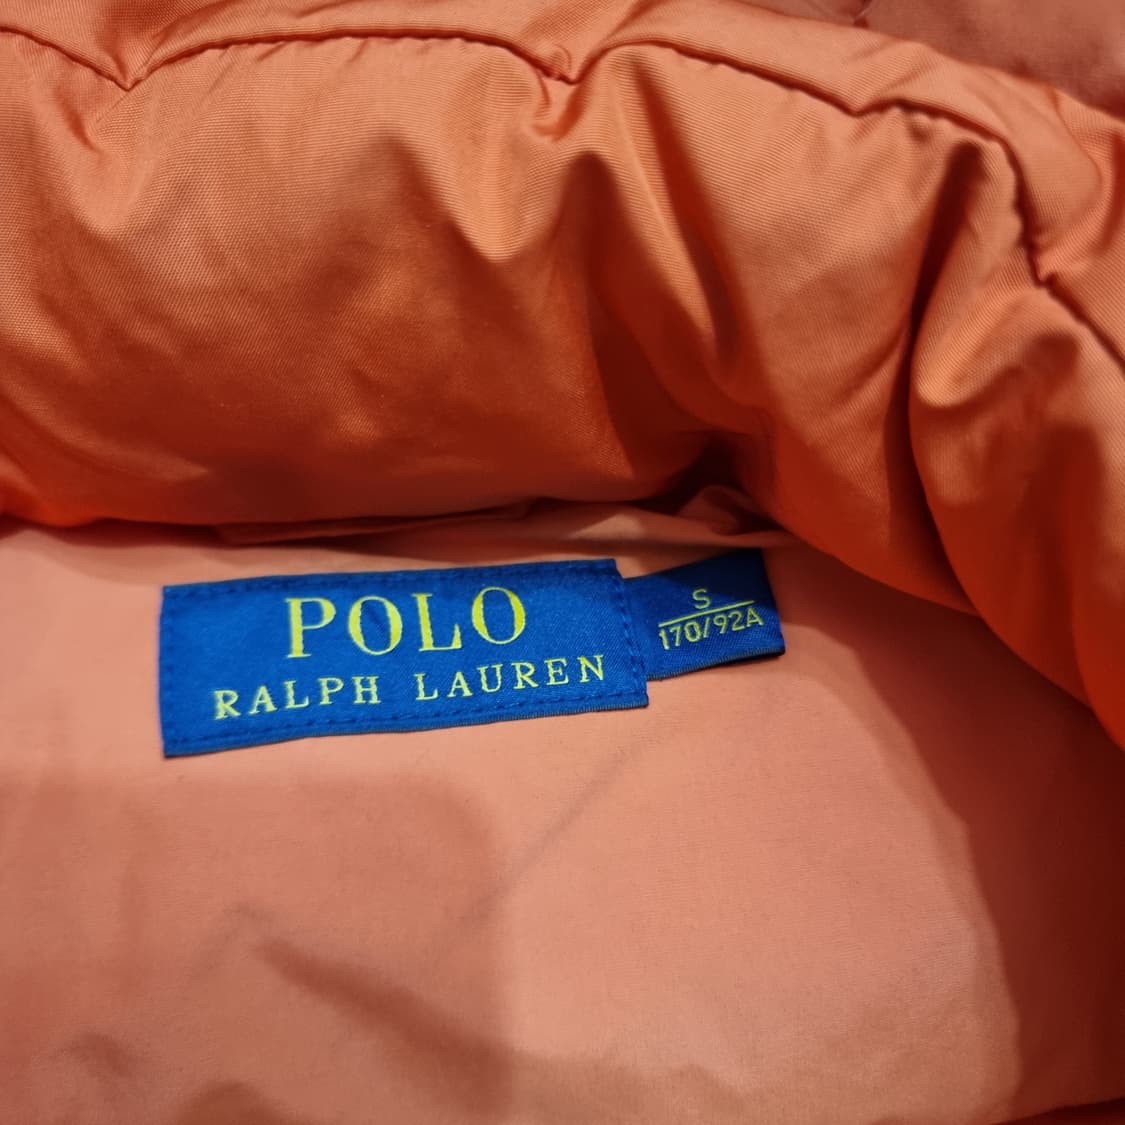 POLO
RALPH LAUREN
S
170/92A